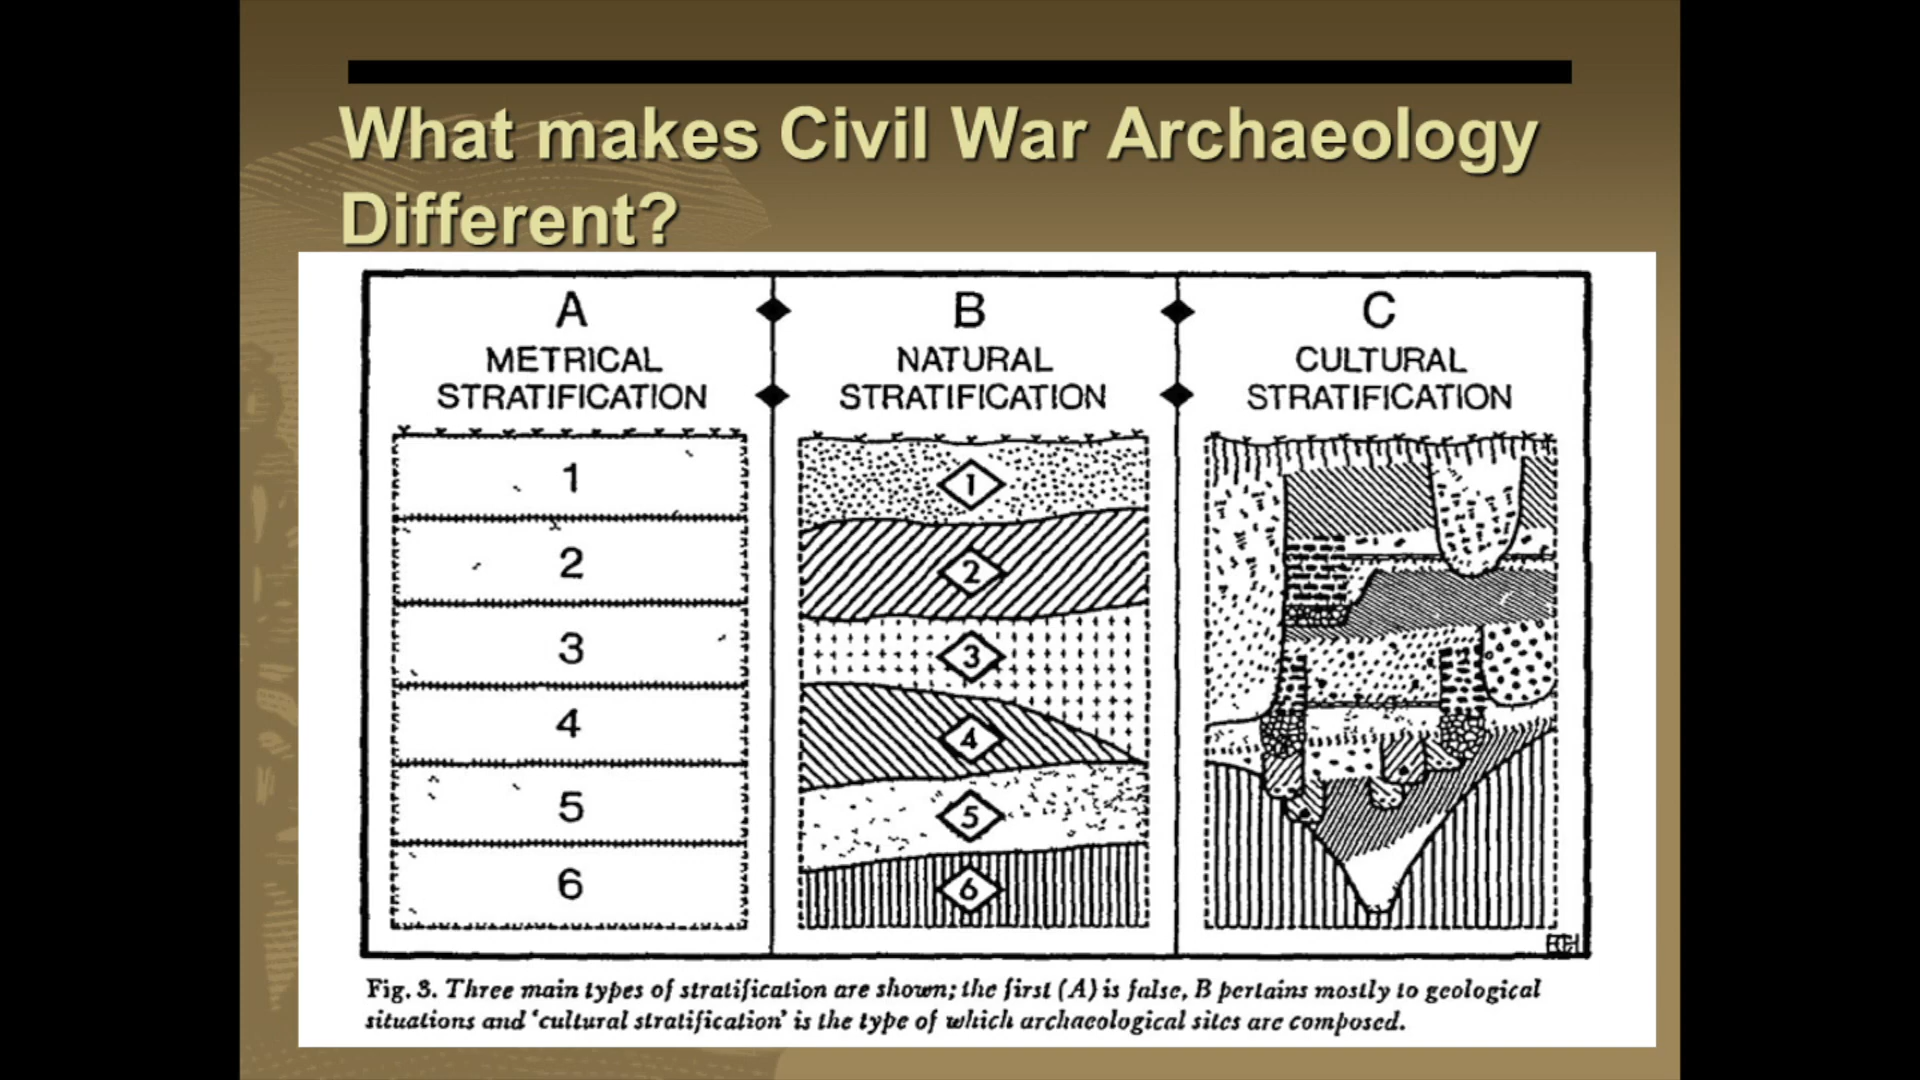 What makes Civil War Archaeology
Different?
A
METRICAL
STRATIFICATION
1
2
3
4
5
6
B
NATURAL
STRATIFICATION
1
2
3
4
5
6
C
CULTURAL
STRATIFICATION
ECH
Fig. 3. Three main types of stratification are shown; the first (A) is false, B pertains mostly to geological
situations and 'cultural stratification' is the type of which archaeological sites are composed.